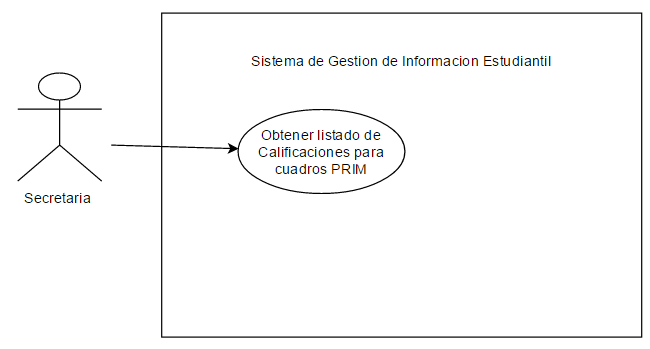 Sistema de Gestion de Informacion Estudiantil
Obtener listado de
Calificaciones para
cuadros PRIM
Secretaria